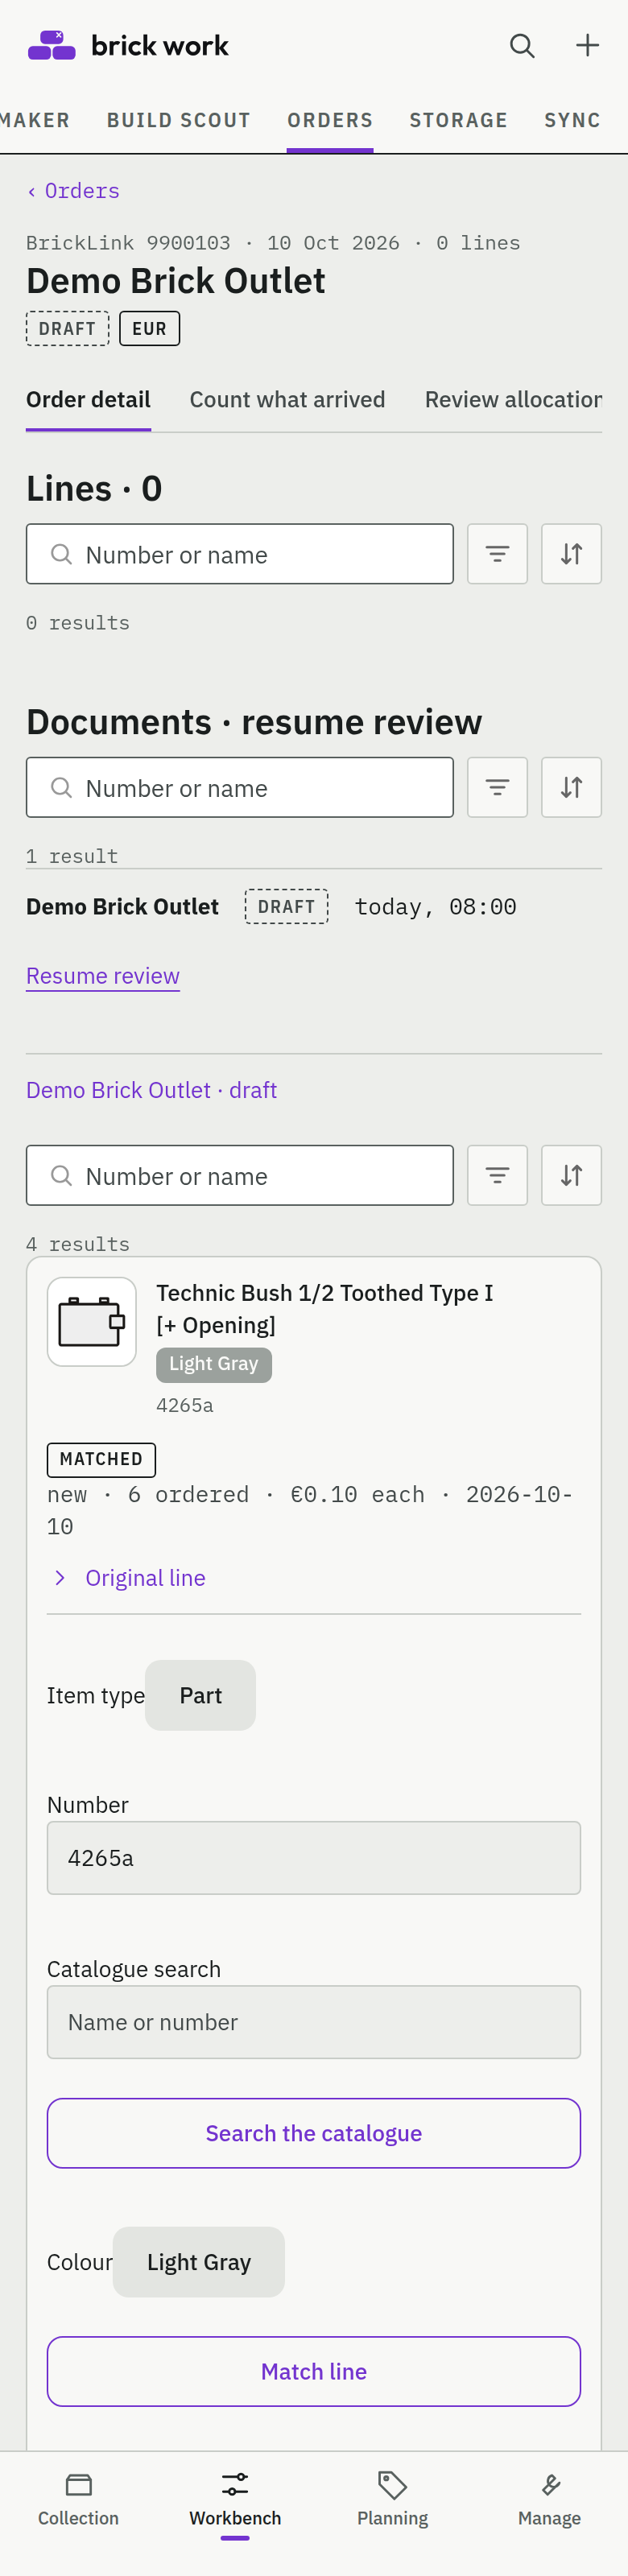 brick work
MAKER BUILD SCOUT ORDERS STORAGE SYNC
‹ Orders
BrickLink 9900103 · 10 Oct 2026 · 0 lines
Demo Brick Outlet
DRAFT EUR
Order detail Count what arrived Review allocation
Lines · 0
Number or name
0 results
Documents · resume review
Number or name
1 result
Demo Brick Outlet DRAFT today, 08:00
Resume review
Demo Brick Outlet · draft
Number or name
4 results
Technic Bush 1/2 Toothed Type I
[+ Opening]
Light Gray
4265a
MATCHED
new · 6 ordered · €0.10 each · 2026-10-
10
Original line
Item type Part
Number
4265a
Catalogue search
Name or number
Search the catalogue
Colour Light Gray
Match line
Collection Workbench Planning Manage